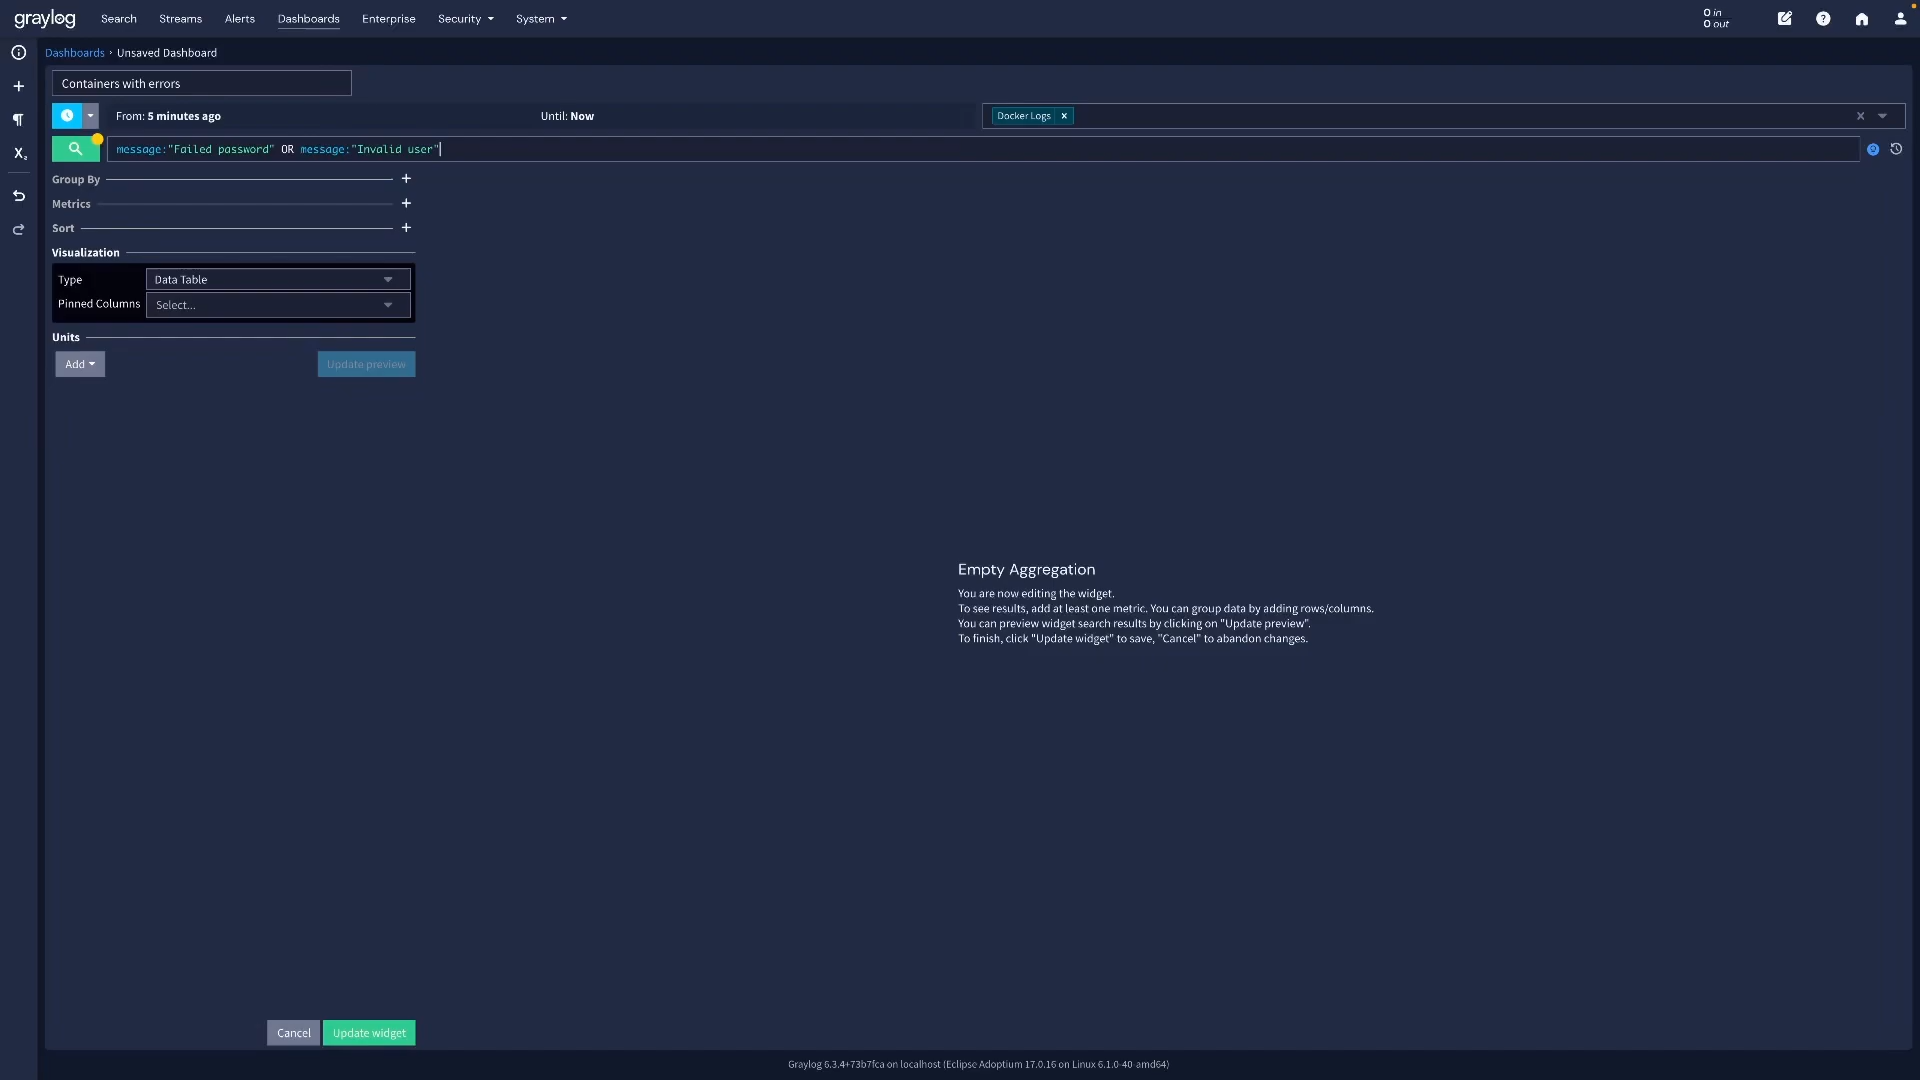 graylog Search Streams Alerts Dashboards Enterprise Security System 0 in
0 out
Dashboards › Unsaved Dashboard
Containers with errors
From: 5 minutes ago Until: Now Docker Logs ×
message:"Failed password" OR message:"Invalid user"
Group By
Metrics
Sort
Visualization
Type Data Table
Pinned Columns Select...
Units
Add Update preview
Empty Aggregation
You are now editing the widget.
To see results, add at least one metric. You can group data by adding rows/columns.
You can preview widget search results by clicking on "Update preview".
To finish, click "Update widget" to save, "Cancel" to abandon changes.
Cancel Update widget
Graylog 6.3.4+73b7fca on localhost (Eclipse Adoptium 17.0.16 on Linux 6.1.0-40-amd64)